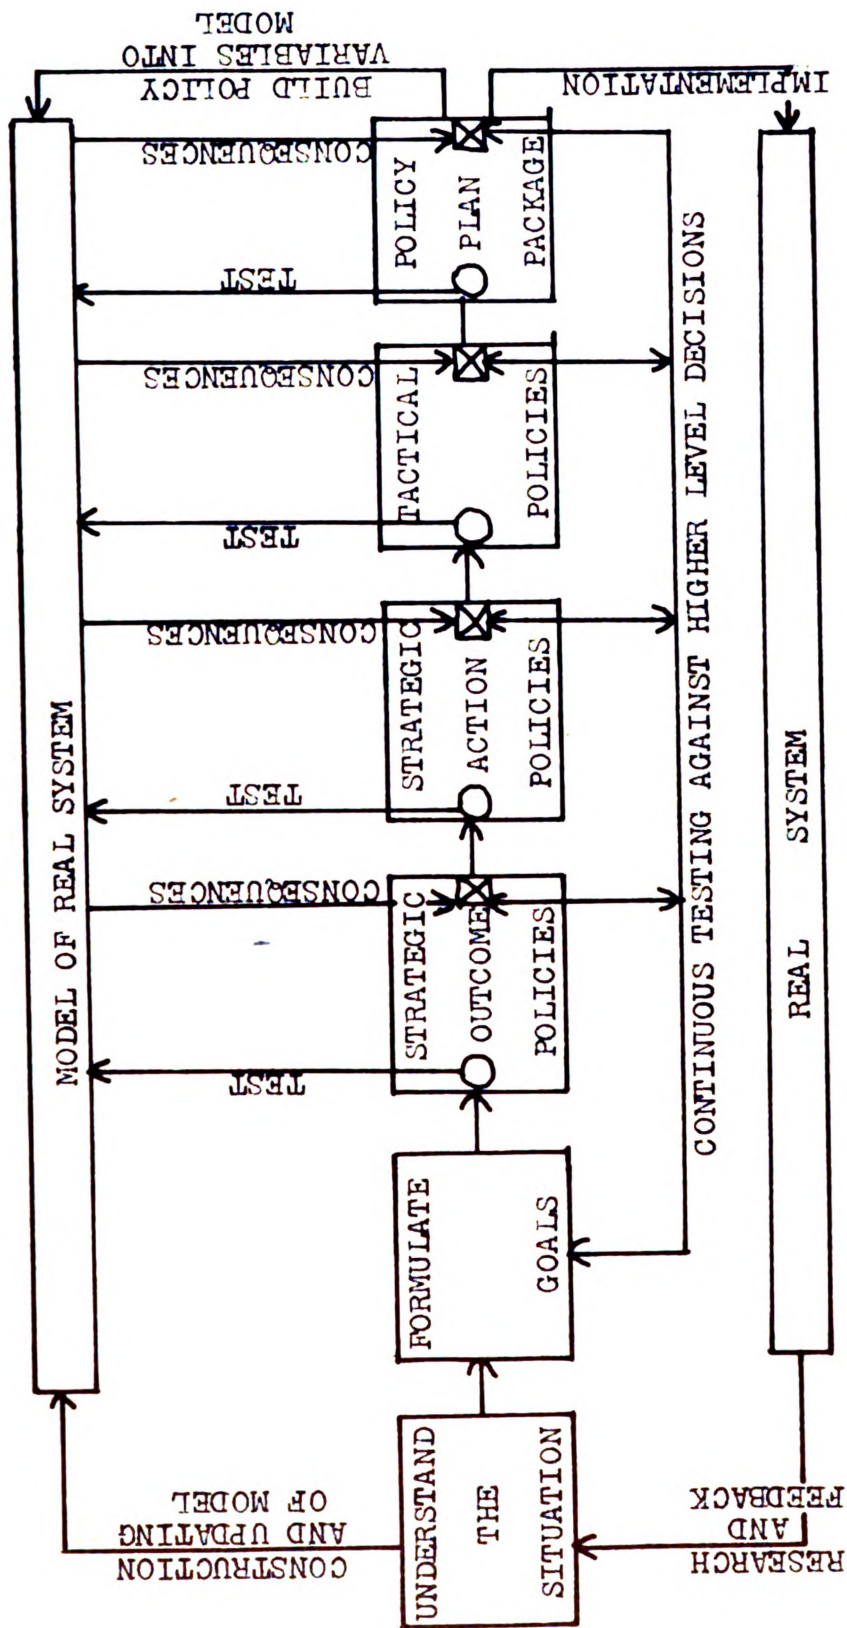 MODEL OF REAL SYSTEM
CONSTRUCTION
AND UPDATING
OF MODEL
TEST
CONSEQUENCES
TEST
CONSEQUENCES
TEST
CONSEQUENCES
TEST
CONSEQUENCES
BUILD POLICY
VARIABLES INTO
MODEL
UNDERSTAND
THE
SITUATION
FORMULATE
GOALS
STRATEGIC
OUTCOME
POLICIES
STRATEGIC
ACTION
POLICIES
TACTICAL
POLICIES
POLICY
PLAN
PACKAGE
RESEARCH
AND
FEEDBACK
CONTINUOUS TESTING AGAINST HIGHER LEVEL DECISIONS
IMPLEMENTATION
REAL SYSTEM